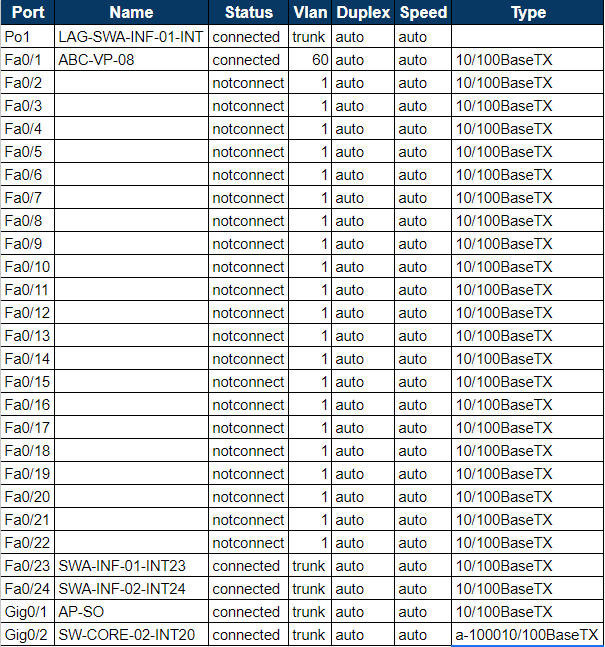 Port Name Status Vlan Duplex Speed Type
Po1 LAG-SWA-INF-01-INT connected trunk auto auto
Fa0/1 ABC-VP-08 connected 60 auto auto 10/100BaseTX
Fa0/2 notconnect 1 auto auto 10/100BaseTX
Fa0/3 notconnect 1 auto auto 10/100BaseTX
Fa0/4 notconnect 1 auto auto 10/100BaseTX
Fa0/5 notconnect 1 auto auto 10/100BaseTX
Fa0/6 notconnect 1 auto auto 10/100BaseTX
Fa0/7 notconnect 1 auto auto 10/100BaseTX
Fa0/8 notconnect 1 auto auto 10/100BaseTX
Fa0/9 notconnect 1 auto auto 10/100BaseTX
Fa0/10 notconnect 1 auto auto 10/100BaseTX
Fa0/11 notconnect 1 auto auto 10/100BaseTX
Fa0/12 notconnect 1 auto auto 10/100BaseTX
Fa0/13 notconnect 1 auto auto 10/100BaseTX
Fa0/14 notconnect 1 auto auto 10/100BaseTX
Fa0/15 notconnect 1 auto auto 10/100BaseTX
Fa0/16 notconnect 1 auto auto 10/100BaseTX
Fa0/17 notconnect 1 auto auto 10/100BaseTX
Fa0/18 notconnect 1 auto auto 10/100BaseTX
Fa0/19 notconnect 1 auto auto 10/100BaseTX
Fa0/20 notconnect 1 auto auto 10/100BaseTX
Fa0/21 notconnect 1 auto auto 10/100BaseTX
Fa0/22 notconnect 1 auto auto 10/100BaseTX
Fa0/23 SWA-INF-01-INT23 connected trunk auto auto 10/100BaseTX
Fa0/24 SWA-INF-02-INT24 connected trunk auto auto 10/100BaseTX
Gig0/1 AP-SO connected trunk auto auto 10/100BaseTX
Gig0/2 SW-CORE-02-INT20 connected trunk auto auto a-100010/100BaseTX